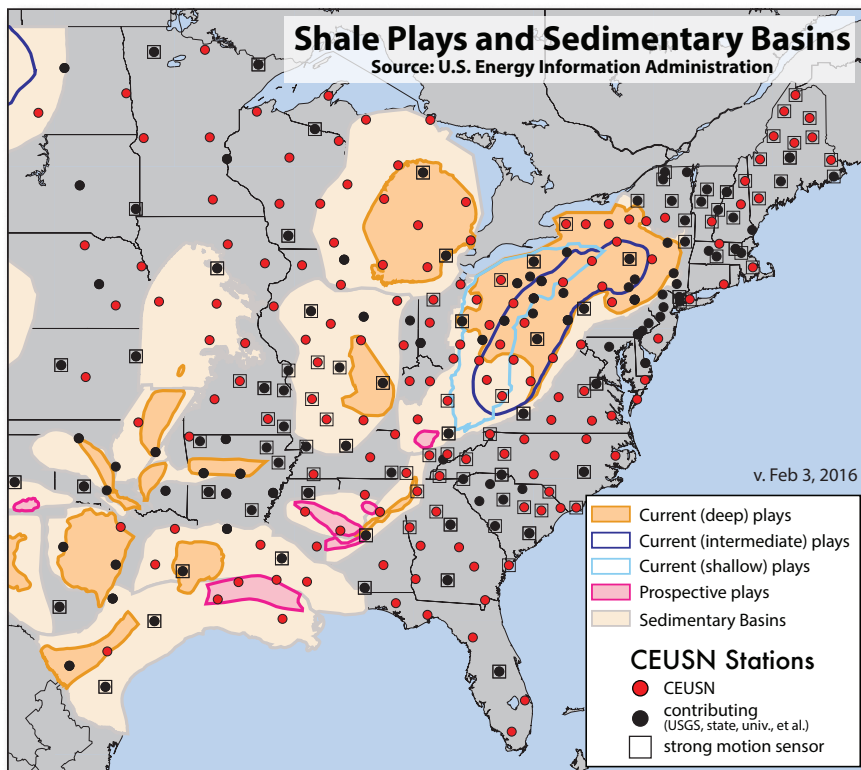 Shale Plays and Sedimentary Basins
Source: U.S. Energy Information Administration
v. Feb 3, 2016
Current (deep) plays
Current (intermediate) plays
Current (shallow) plays
Prospective plays
Sedimentary Basins
CEUSN Stations
CEUSN
contributing
(USGS, state, univ., et al.)
strong motion sensor